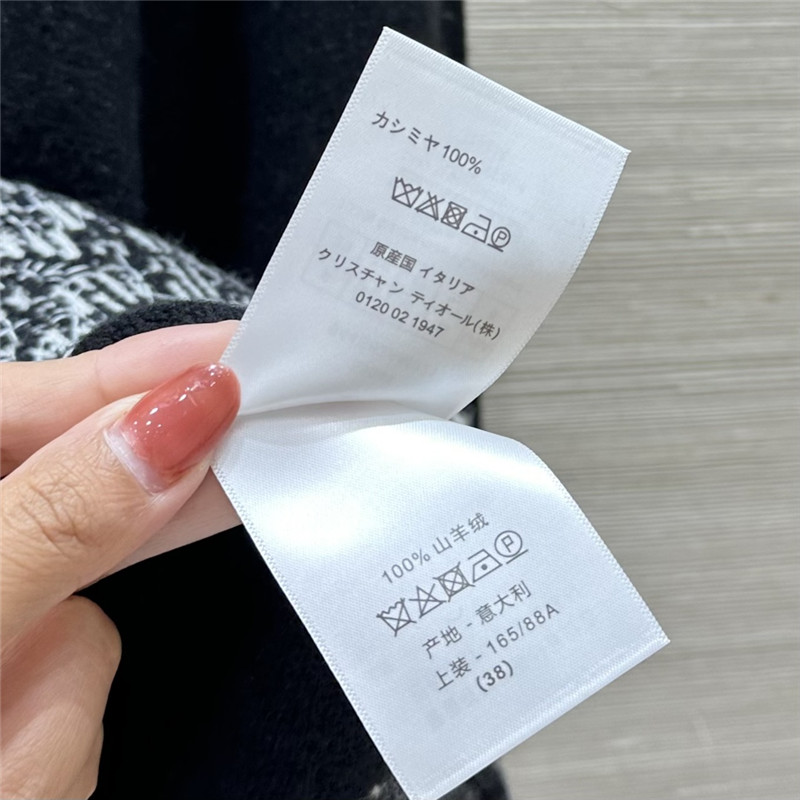 カシミヤ100%
P
原産国 イタリア
クリスチャン ディオール(株)
0120 02 1947
100% 山羊绒
P
产地 - 意大利
上装 - 165/88A
(38)